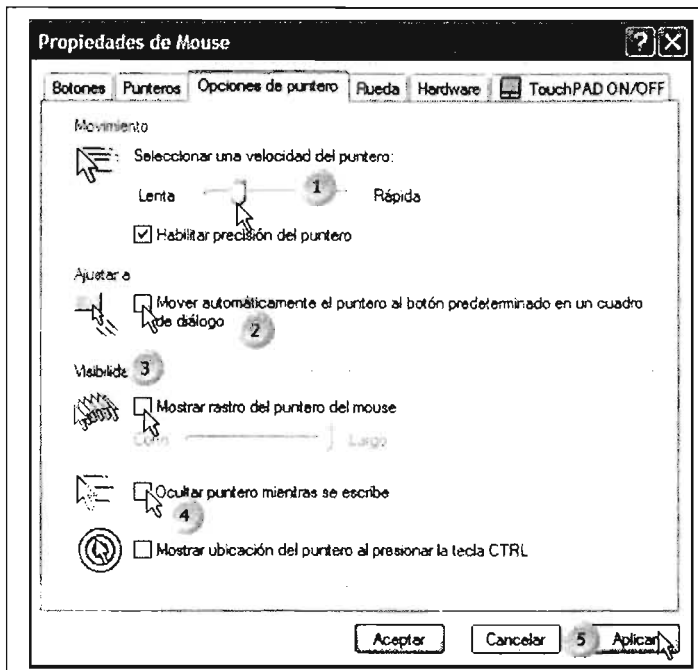 Propiedades de Mouse
Botones Punteros Opciones de puntero Rueda Hardware TouchPAD ON/OFF
Movimiento
Seleccionar una velocidad del puntero:
Lenta 1 Rápida
Habilitar precisión del puntero
Ajustar a
Mover automáticamente el puntero al botón predeterminado en un cuadro
de diálogo 2
Visibilida 3
Mostrar rastro del puntero del mouse
Corto Largo
Ocultar puntero mientras se escribe
4
Mostrar ubicación del puntero al presionar la tecla CTRL
Aceptar Cancelar 5 Aplicar